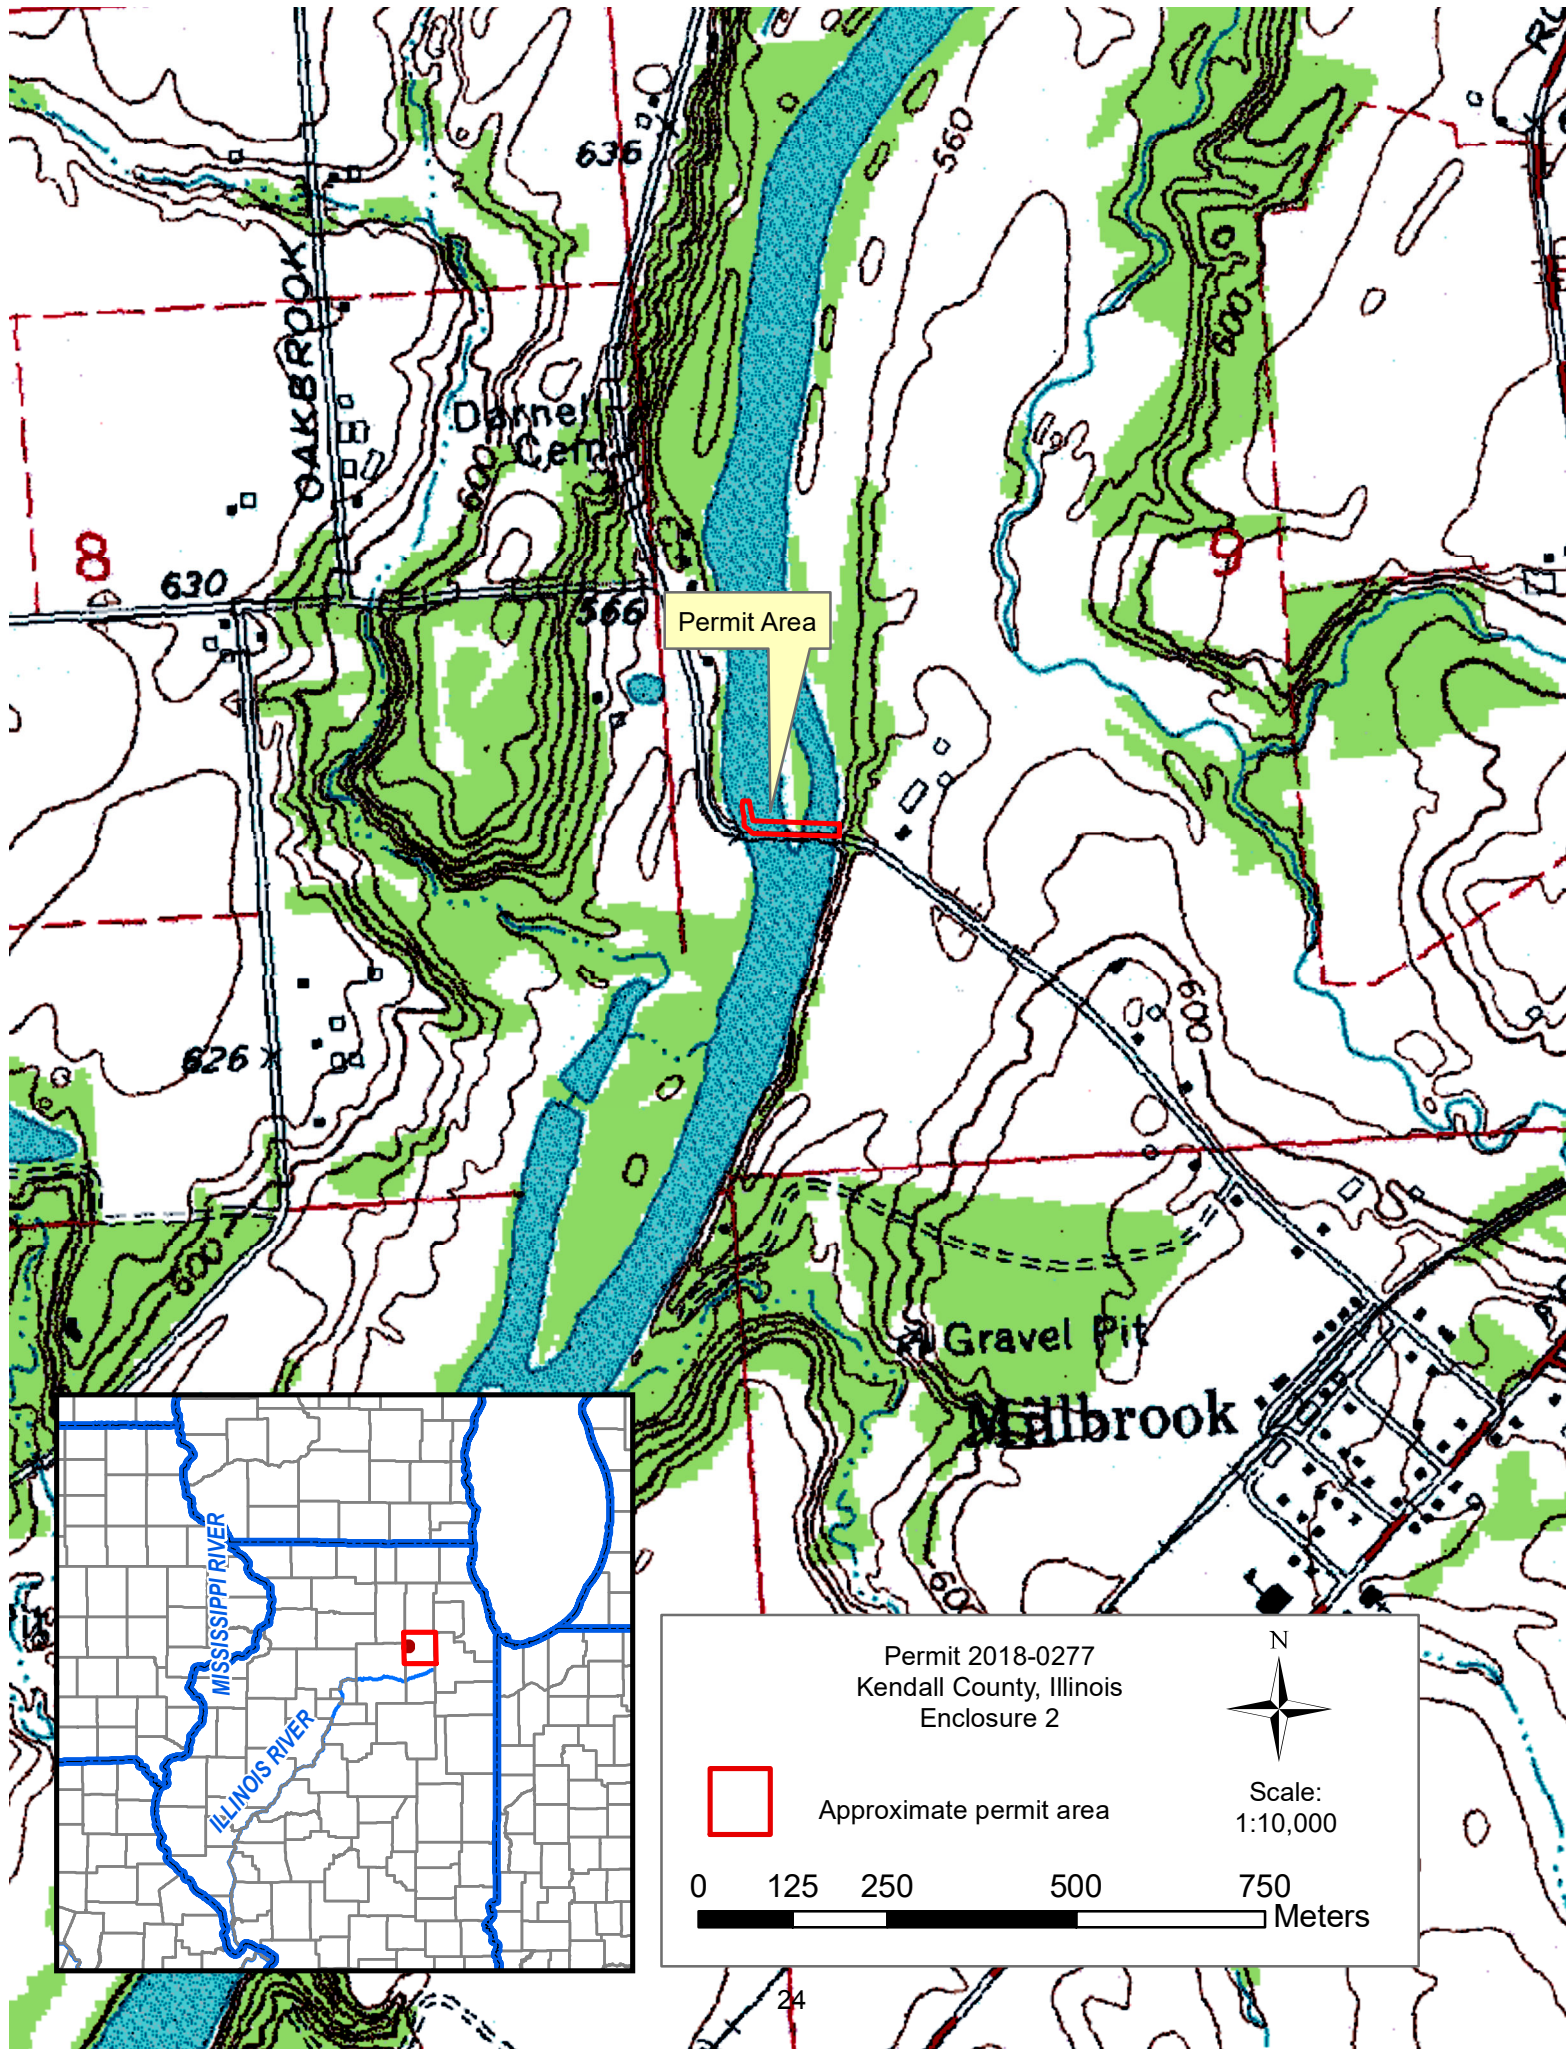 636
560
OAKBROOK
600
Darnell
Cem
600
8
9
630
566
Permit Area
600
626
600
Gravel Pit
Millbrook
MISSISSIPPI RIVER
ILLINOIS RIVER
Permit 2018-0277
Kendall County, Illinois
Enclosure 2
N
Approximate permit area
Scale:
1:10,000
0 125 250 500 750
Meters
24